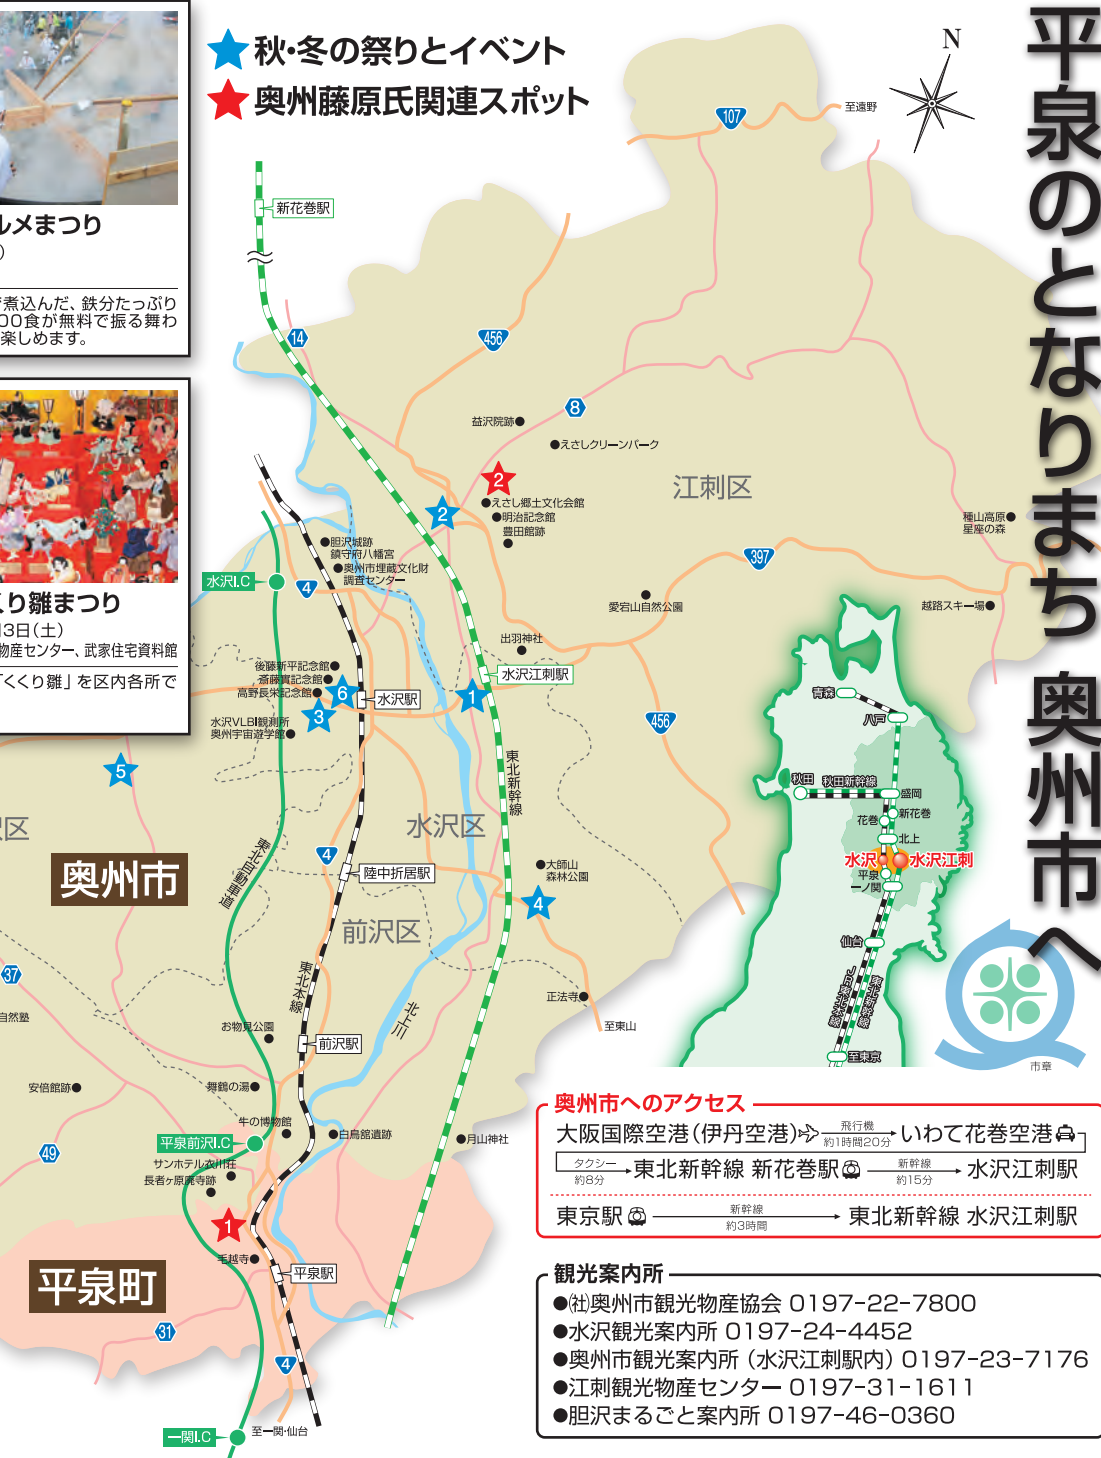 平泉のとなりまち 奥州市へ
秋・冬の祭りとイベント
奥州藤原氏関連スポット
N
ルメまつり
)
煮込んだ、鉄分たっぷり
00食が無料で振る舞わ
楽しめます。
くり雛まつり
3日(土)
物産センター、武家住宅資料館
「くくり雛」を区内各所で
107
至遠野
新花巻駅
14
456
8
益沢院跡
えさしクリーンパーク
2
江刺区
えさし郷土文化会館
明治記念館
豊田館跡
2
種山高原
星座の森
胆沢城跡
鎮守府八幡宮
奥州市埋蔵文化財
調査センター
397
水沢I.C
4
愛宕山自然公園
越路スキー場
出羽神社
後藤新平記念館
斎藤實記念館
高野長栄記念館
水沢江刺駅
6
水沢駅
1
3
水沢VLBI観測所
奥州宇宙遊学館
456
5
東北新幹線
沢区
水沢区
奥州市
東北自動車道
4
陸中折居駅
大師山
森林公園
4
前沢区
37
東北本線
北上川
正法寺
自然塾
お物見公園
至東山
前沢駅
安倍館跡
舞鶴の湯
牛の博物館
白鳥舘遺跡
月山神社
平泉前沢I.C
49
サンホテル衣川荘
長者ヶ原廃寺跡
1
毛越寺
平泉町
平泉駅
31
4
一関I.C
至一関・仙台
青森
八戸
秋田
秋田新幹線
盛岡
花巻
新花巻
北上
水沢
水沢江刺
平泉
一ノ関
仙台
JR東北本線
東北新幹線
至東京
市章
奥州市へのアクセス
大阪国際空港(伊丹空港) 飛行機 約1時間20分 いわて花巻空港
タクシー 約8分 東北新幹線 新花巻駅 新幹線 約15分 水沢江刺駅
東京駅 新幹線 約3時間 東北新幹線 水沢江刺駅
観光案内所
●㈳奥州市観光物産協会 0197-22-7800
●水沢観光案内所 0197-24-4452
●奥州市観光案内所（水沢江刺駅内）0197-23-7176
●江刺観光物産センター 0197-31-1611
●胆沢まるごと案内所 0197-46-0360